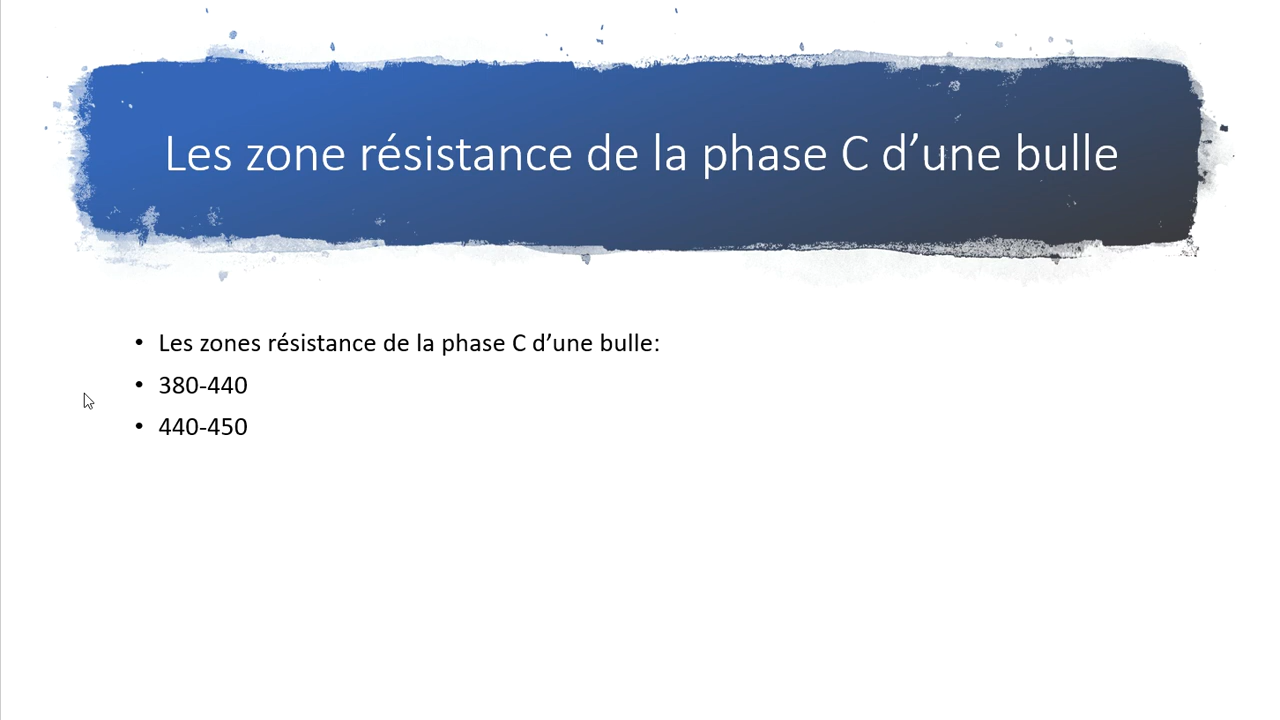 Les zone résistance de la phase C d’une bulle
• Les zones résistance de la phase C d’une bulle:
• 380-440
• 440-450